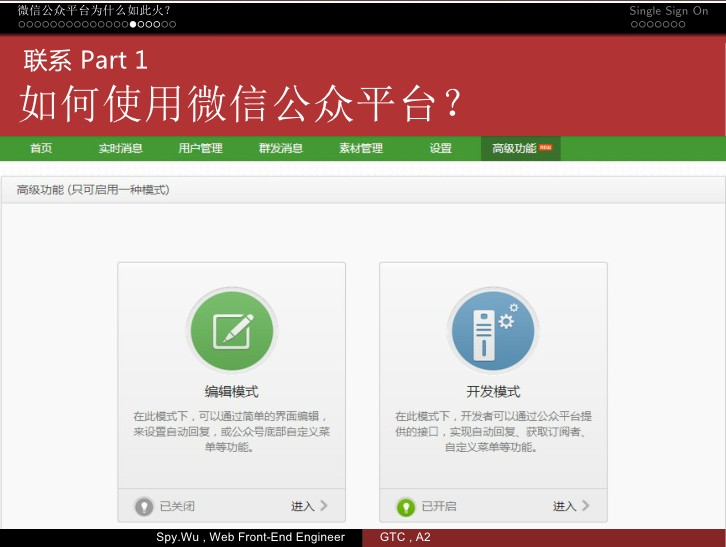 微信公众平台为什么如此火?
Single Sign On
联系 Part 1
如何使用微信公众平台?
首页 实时消息 用户管理 群发消息 素材管理 设置 高级功能
高级功能 (只可启用一种模式)
编辑模式
在此模式下，可以通过简单的界面编辑，
来设置自动回复，或公众号底部自定义菜
单等功能。
已关闭 进入
开发模式
在此模式下，开发者可以通过公众平台提
供的接口，实现自动回复、获取订阅者、
自定义菜单等功能。
已开启 进入
Spy.Wu , Web Front-End Engineer
GTC , A2